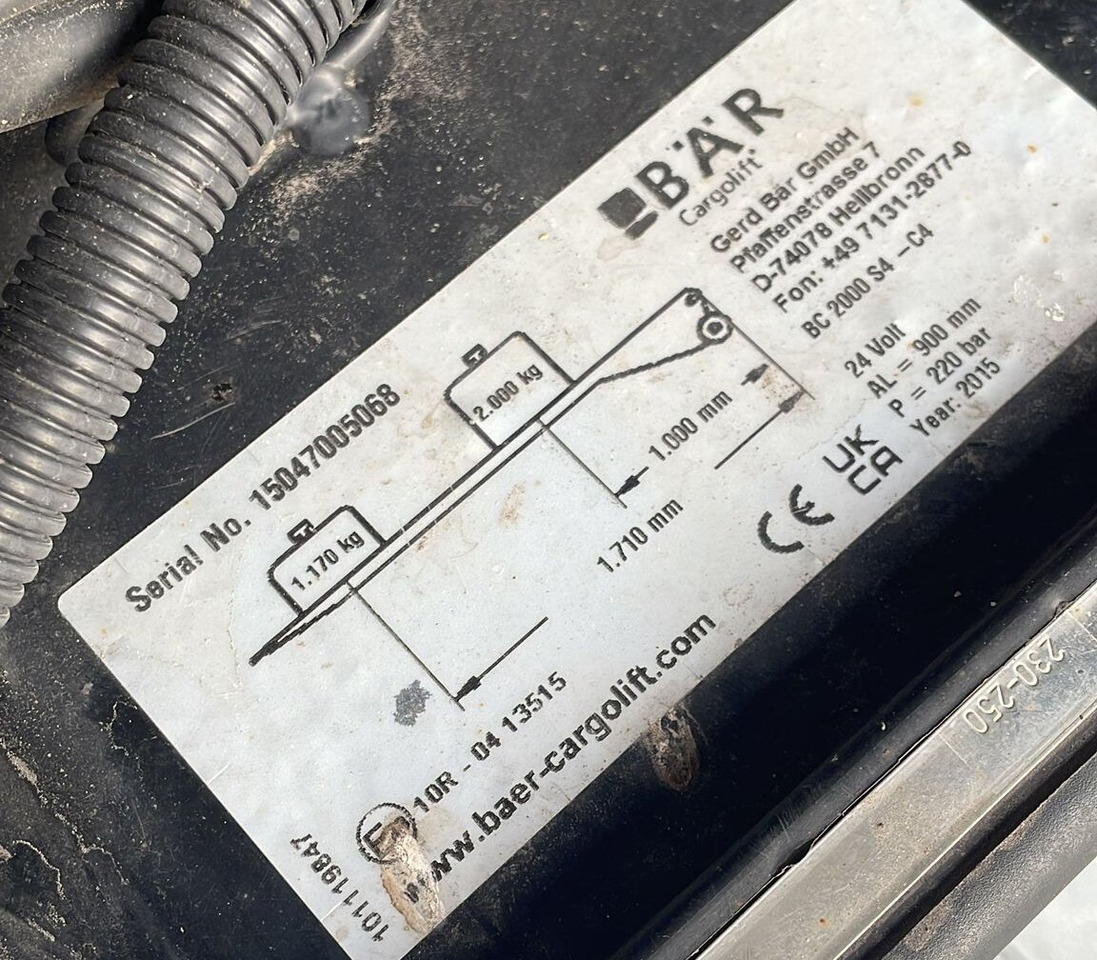 BÄR
Cargolift
Gerd Bär GmbH
Pfaffenstrasse 7
D-74078 Heilbronn
Fon: +49 7131-2877-0
BC 2000 S4 – C4
24 Volt
AL = 900 mm
P = 220 bar
Year: 2015
Serial No. 15047005068
2.000 kg
1.170 kg
1.000 mm
1.710 mm
CE
UK
CA
10R - 04 13515
www.baer-cargolift.com
101119847
230-250